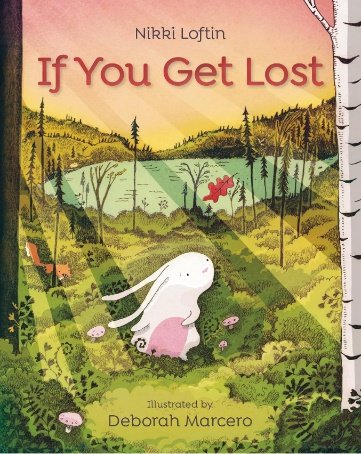 Nikki Loftin
If You Get Lost
Illustrated by
Deborah Marcero